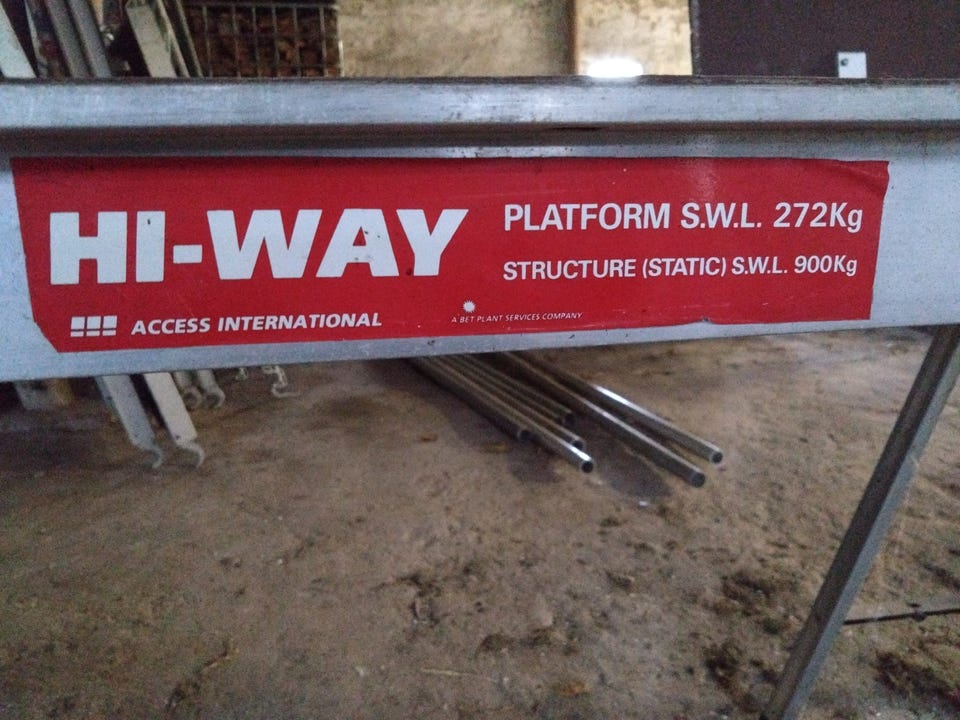 HI-WAY
PLATFORM S.W.L. 272Kg
STRUCTURE (STATIC) S.W.L. 900Kg
ACCESS INTERNATIONAL
A BET PLANT SERVICES COMPANY